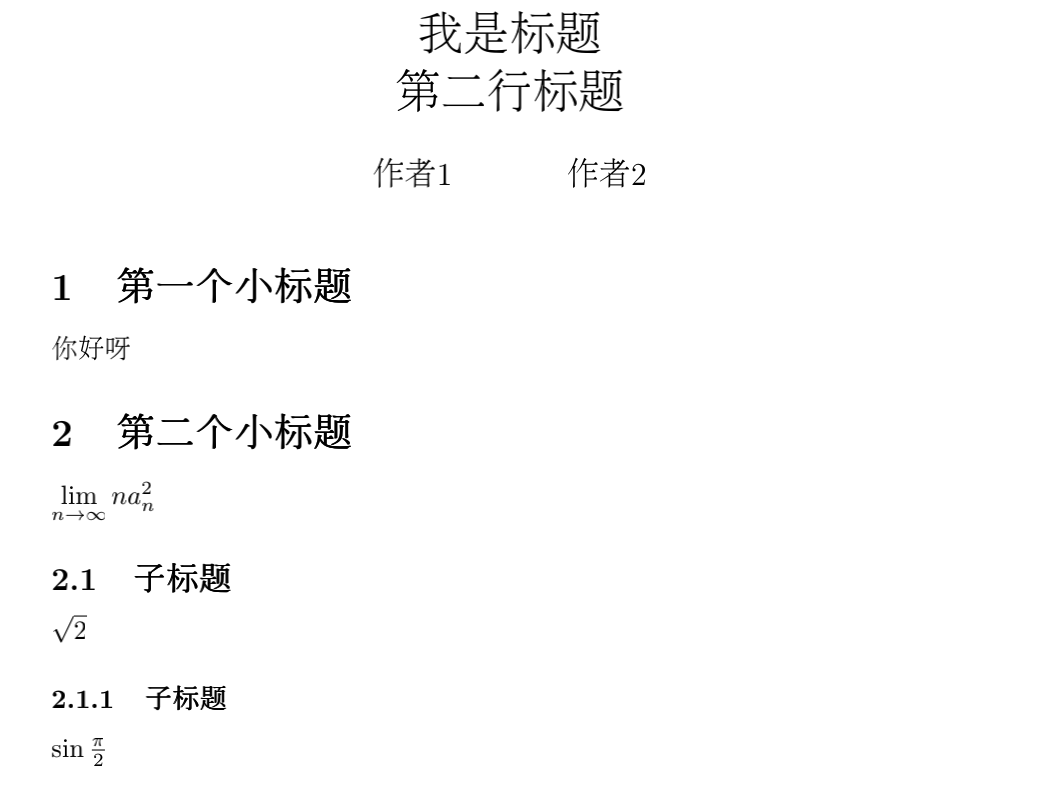 我是标题
第二行标题
作者1 作者2
1 第一个小标题
你好呀
2 第二个小标题
$\lim\limits_{n \to \infty} na_n^2$
2.1 子标题
$\sqrt{2}$
2.1.1 子标题
$\sin \frac{\pi}{2}$